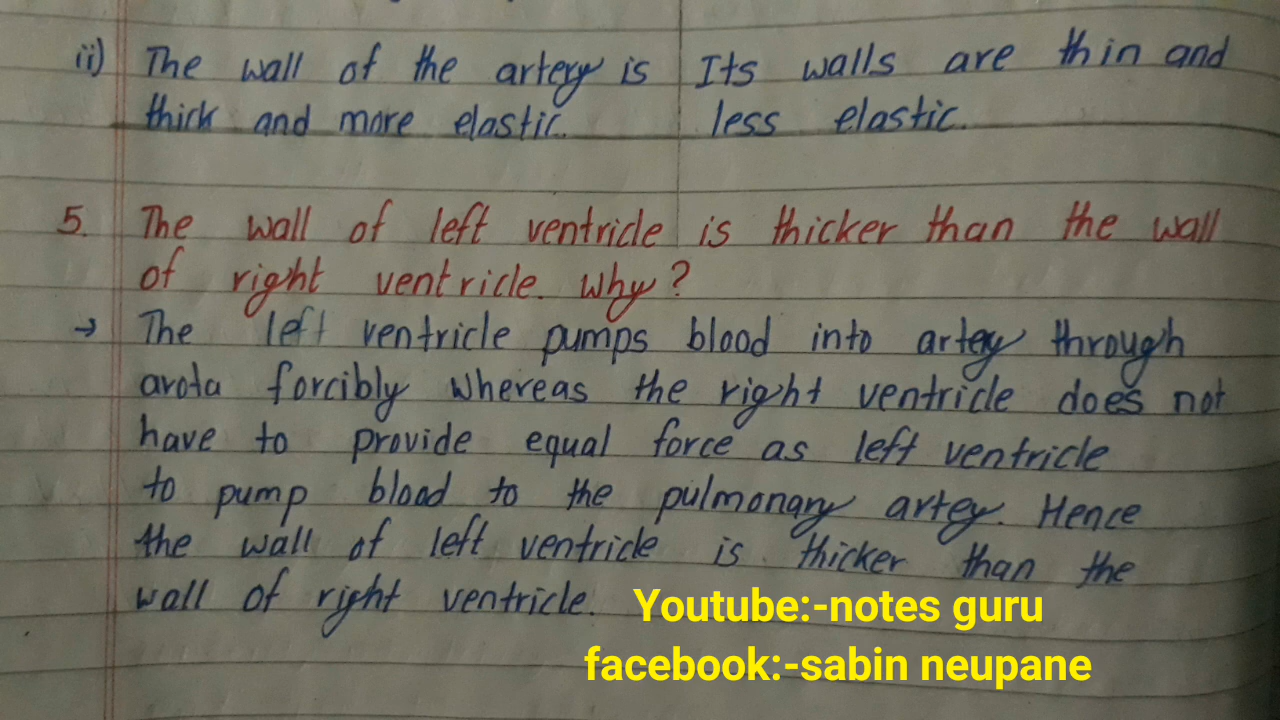 ii) The wall of the artery is Its walls are thin and
thick and more elastic. less elastic.
5. The wall of left ventricle is thicker than the wall
of right ventricle. Why?
→ The left ventricle pumps blood into artey through
arota forcibly whereas the right ventricle does not
have to provide equal force as left ventricle
to pump blood to the pulmonary artey. Hence
the wall of left ventricle is thicker than the
wall of right ventricle.
Youtube:-notes guru
facebook:-sabin neupane